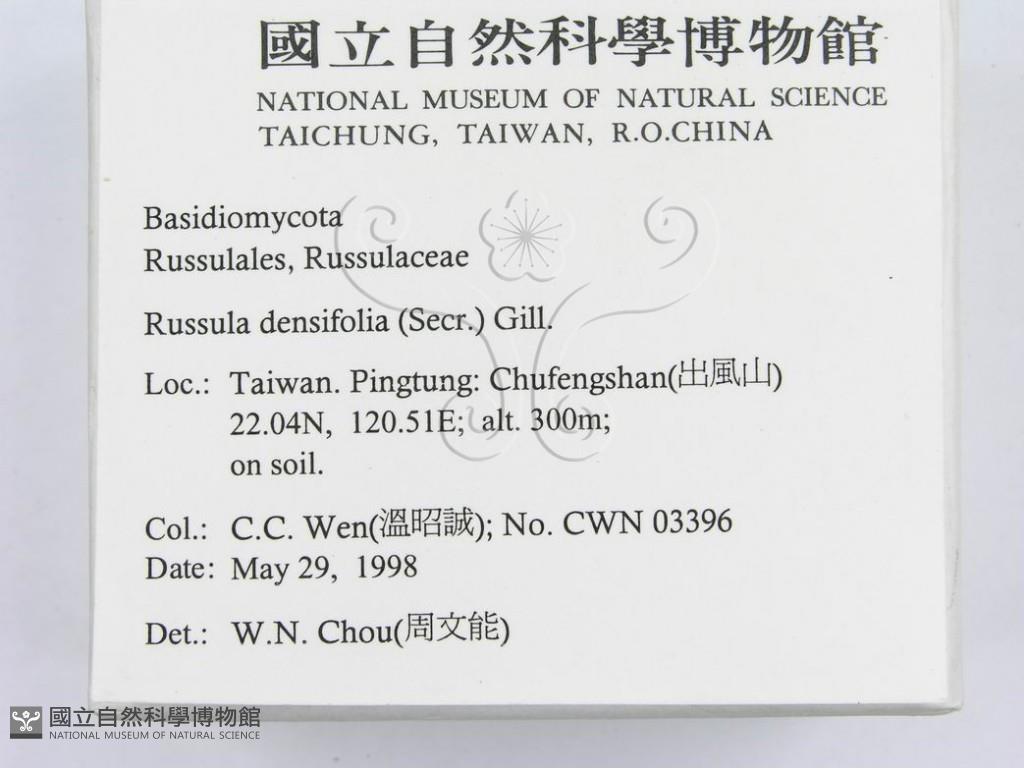 國立自然科學博物館
NATIONAL MUSEUM OF NATURAL SCIENCE
TAICHUNG, TAIWAN, R.O.CHINA
Basidiomycota
Russulales, Russulaceae
Russula densifolia (Secr.) Gill.
Loc.: Taiwan. Pingtung: Chufengshan(出風山)
22.04N, 120.51E; alt. 300m;
on soil.
Col.: C.C. Wen(溫昭誠); No. CWN 03396
Date: May 29, 1998
Det.: W.N. Chou(周文能)
國立自然科學博物館
NATIONAL MUSEUM OF NATURAL SCIENCE